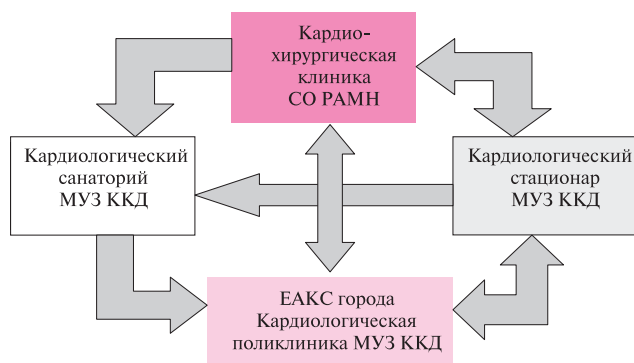 Кардио-
хирургическая
клиника
СО РАМН
Кардиологический
санаторий
МУЗ ККД
Кардиологический
стационар
МУЗ ККД
ЕАКС города
Кардиологическая
поликлиника МУЗ ККД